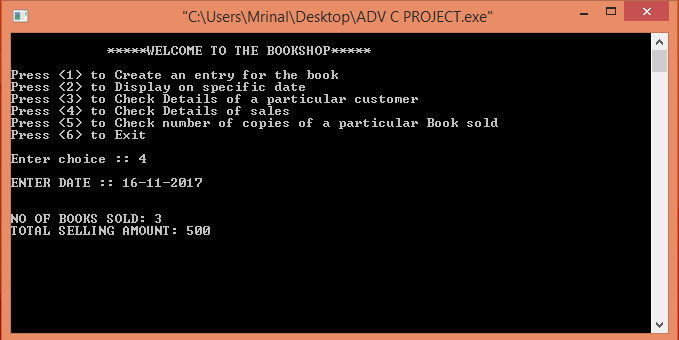 "C:\Users\Mrinal\Desktop\ADV C PROJECT.exe"
*****WELCOME TO THE BOOKSHOP*****
Press <1> to Create an entry for the book
Press <2> to Display on specific date
Press <3> to Check Details of a particular customer
Press <4> to Check Details of sales
Press <5> to Check number of copies of a particular Book sold
Press <6> to Exit
Enter choice :: 4
ENTER DATE :: 16-11-2017
NO OF BOOKS SOLD: 3
TOTAL SELLING AMOUNT: 500